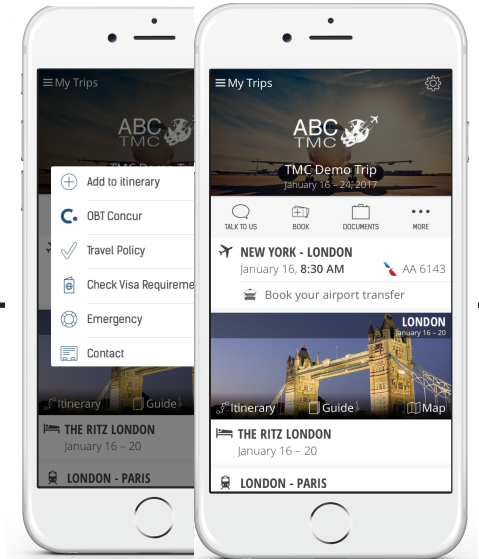 My Trips
ABC
TMC
TMC Demo Trip
Add to itinerary
OBT Concur
Travel Policy
Check Visa Requireme
Emergency
Contact
Itinerary
Guide
THE RITZ LONDON
January 16 – 20
LONDON - PARIS
My Trips
ABC
TMC
TMC Demo Trip
January 16 – 24, 2017
TALK TO US
BOOK
DOCUMENTS
MORE
NEW YORK - LONDON
January 16, 8:30 AM
AA 6143
Book your airport transfer
LONDON
January 16 – 20
Itinerary
Guide
Map
THE RITZ LONDON
January 16 – 20
LONDON - PARIS